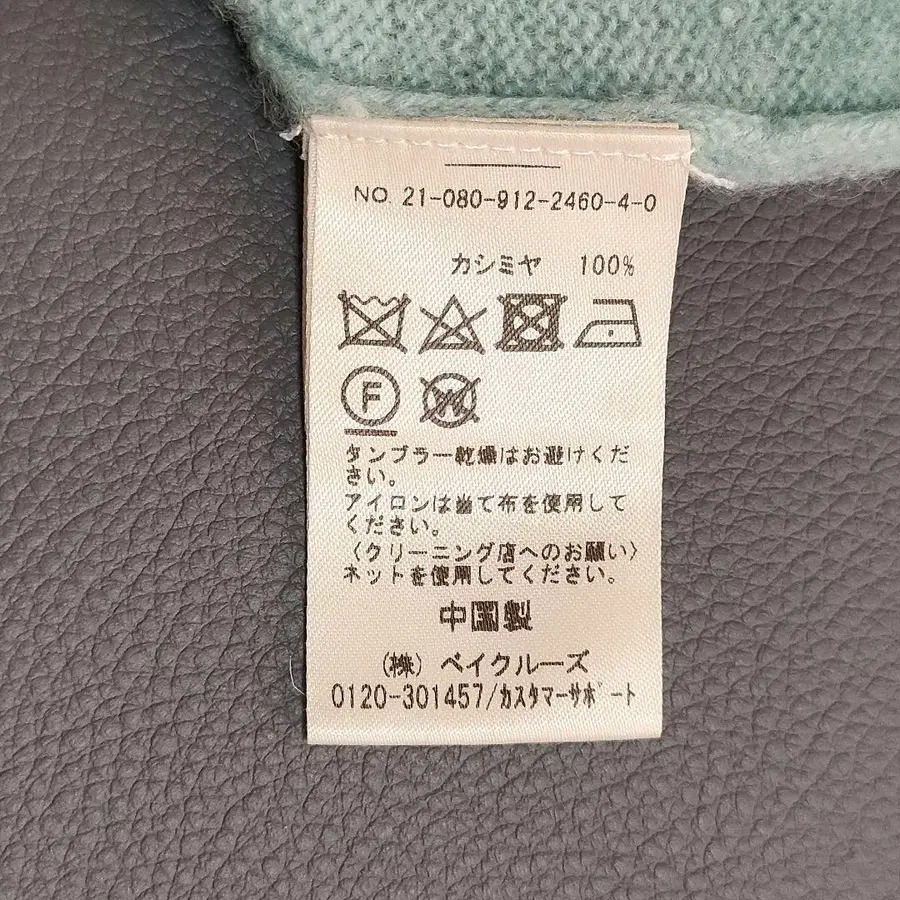 NO. 21-080-912-2460-4-0
カシミヤ 100%
F
W
タンブラー乾燥はお避けくだ
さい。
アイロンは当て布を使用して
ください。
〈クリーニング店へのお願い〉
ネットを使用してください。
中国製
(株) ベイクルーズ
0120-301457/カスタマーサポート